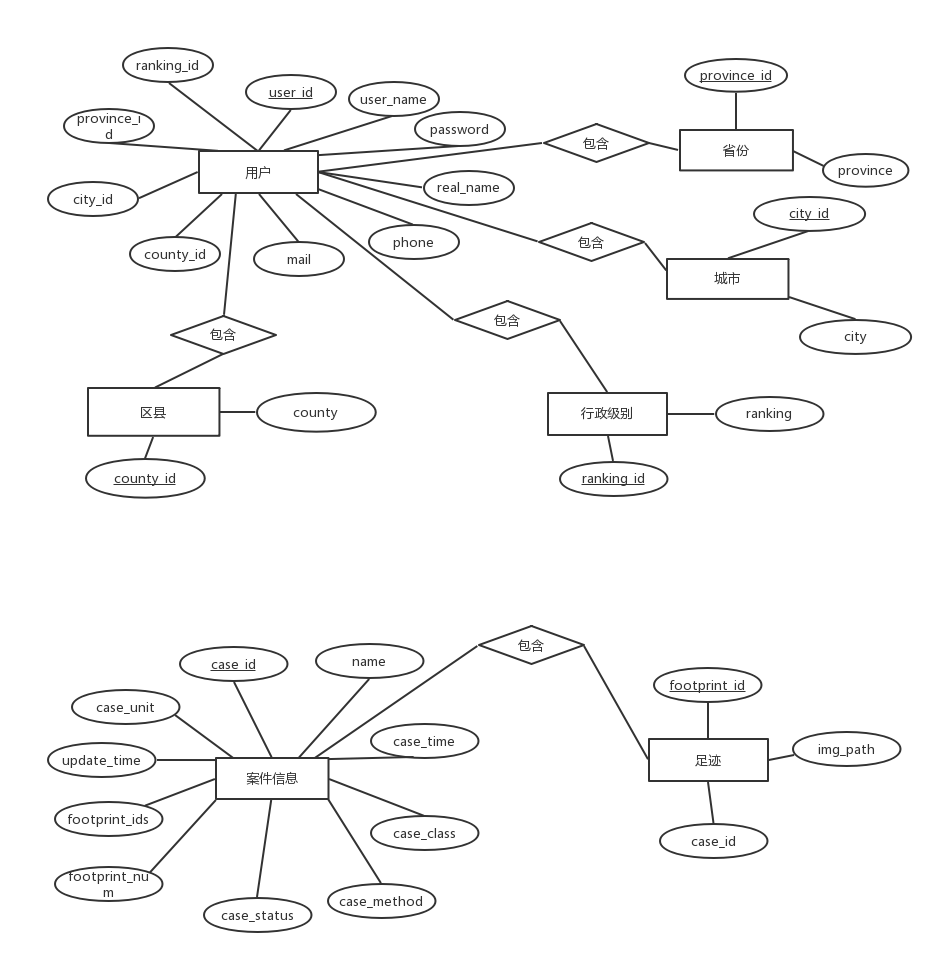 ranking_id
user_id
user_name
province_i
d
password
province_id
包含
省份
用户
province
real_name
city_id
city_id
phone
包含
county_id
mail
城市
包含
包含
city
区县
county
行政级别
ranking
county_id
ranking_id
包含
case_id
name
footprint_id
case_unit
case_time
img_path
update_time
足迹
案件信息
footprint_ids
case_class
case_id
footprint_nu
m
case_method
case_status